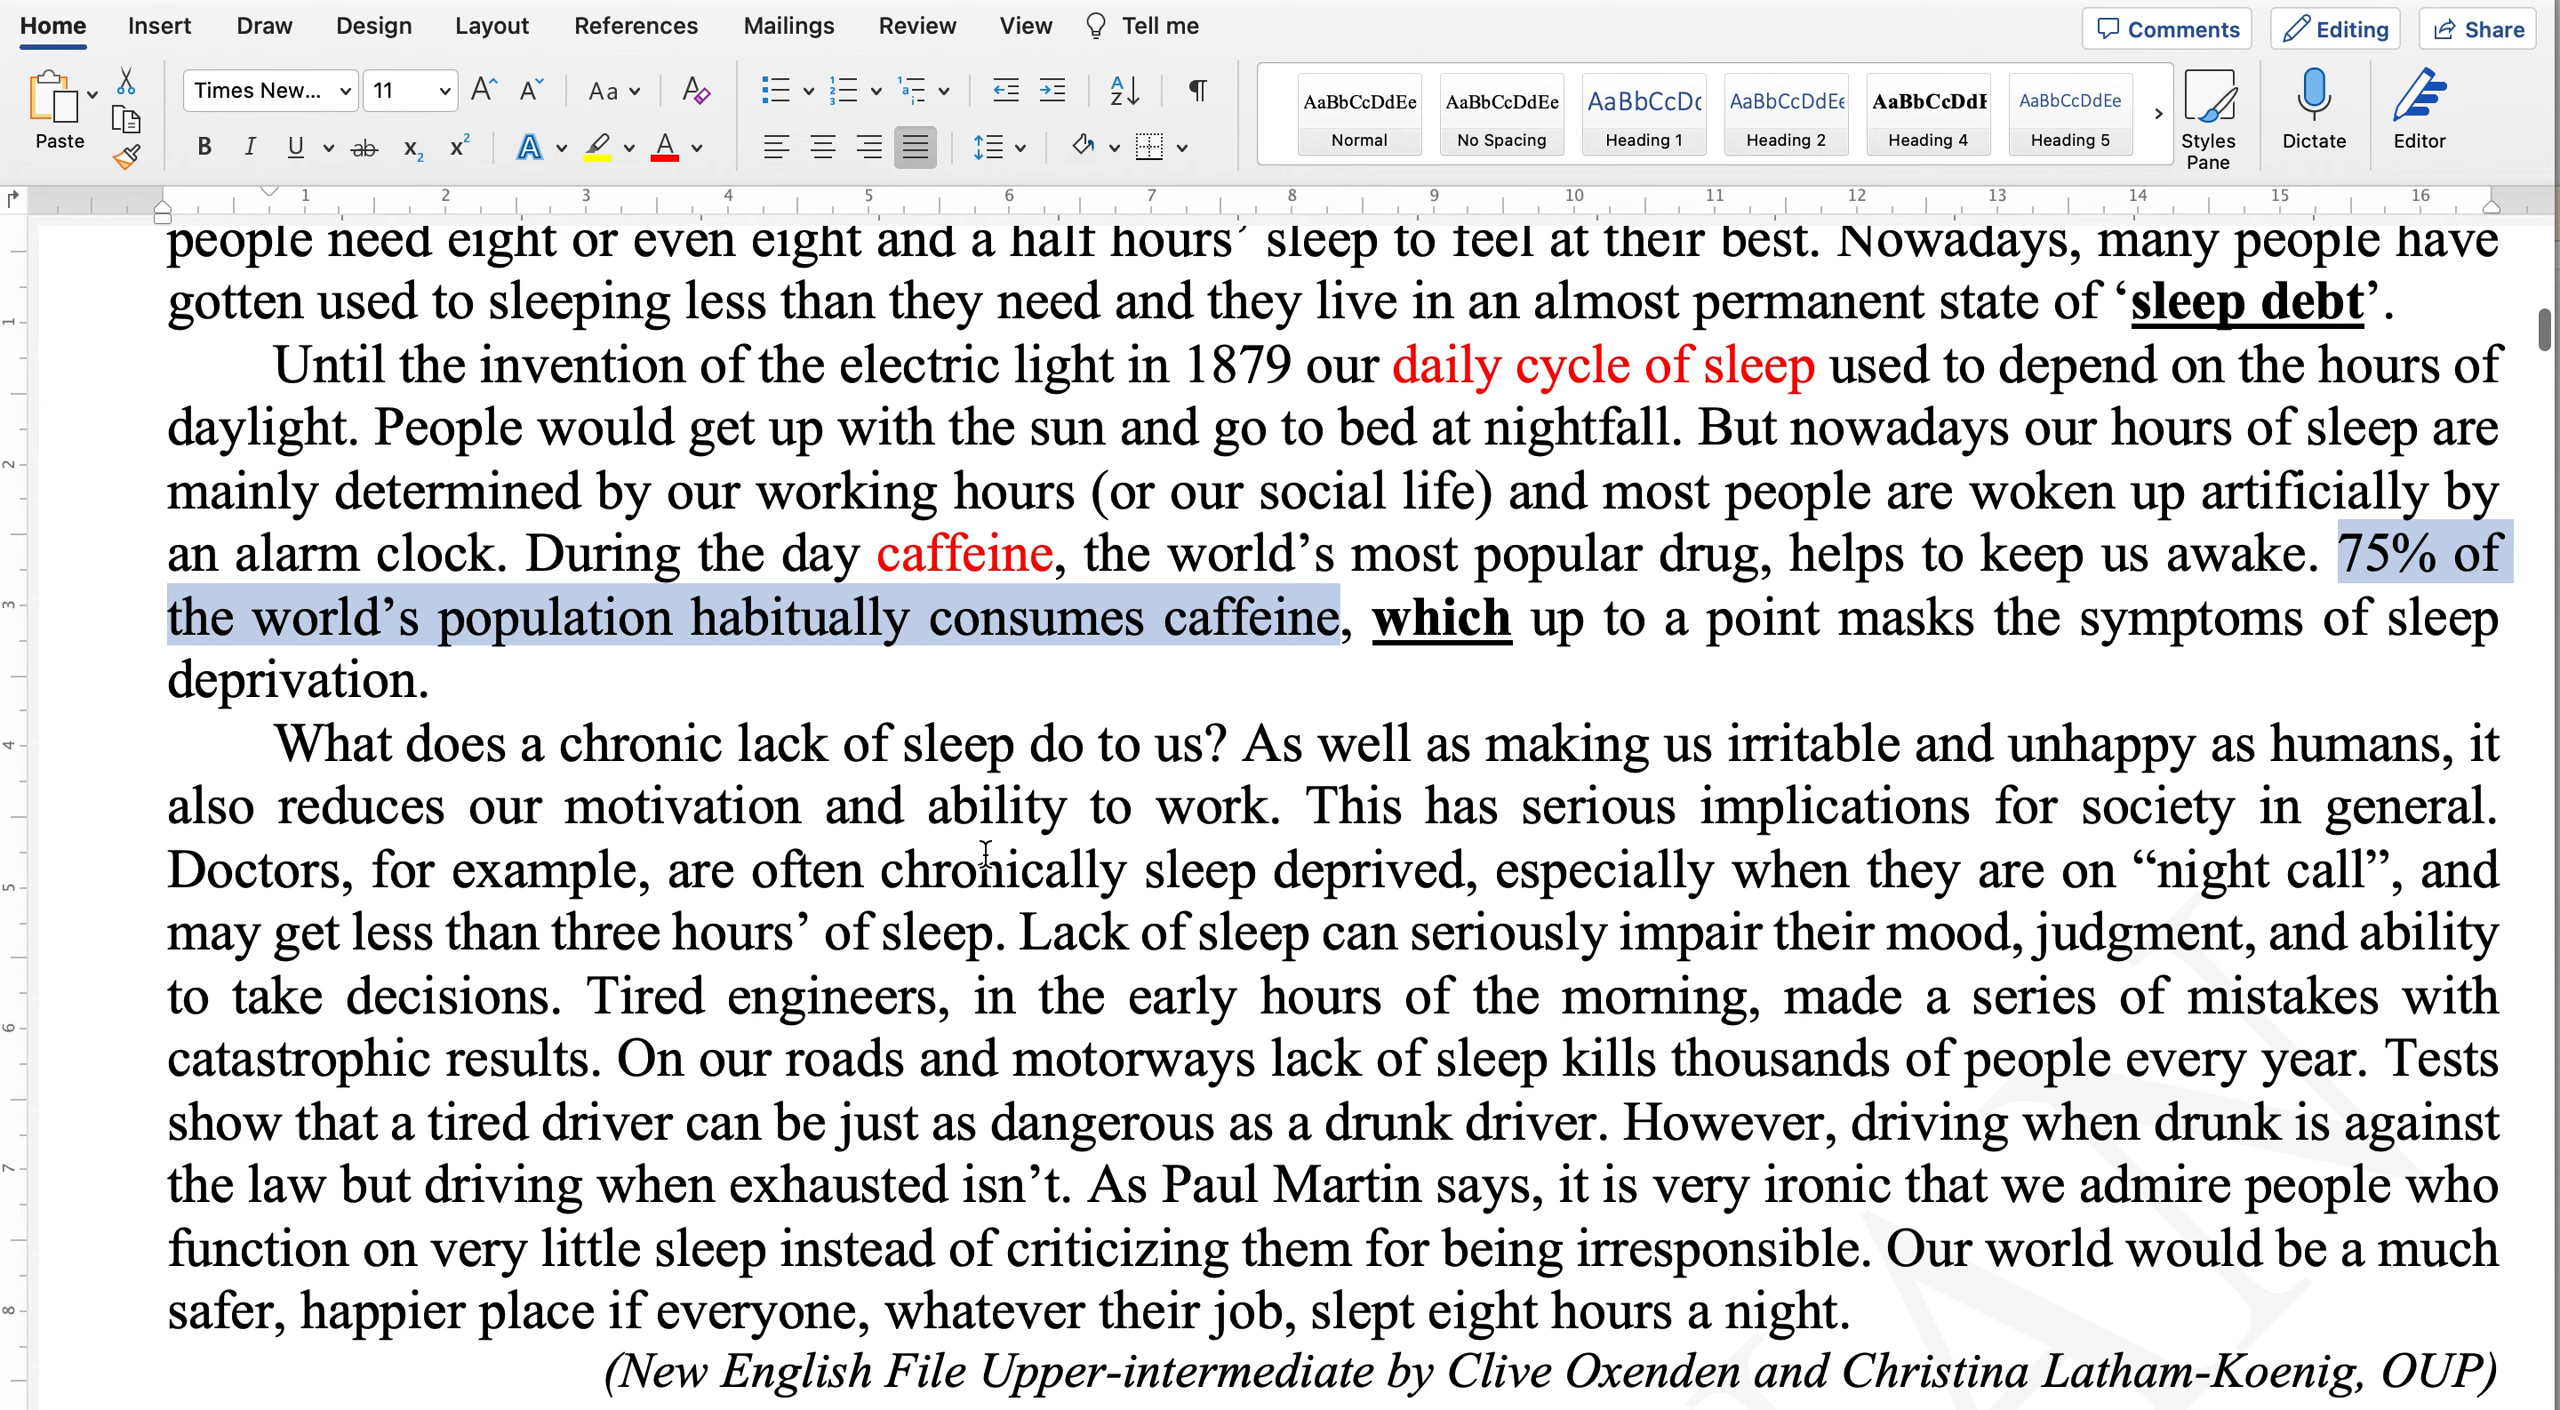 Home Insert Draw Design Layout References Mailings Review View Tell me Comments Editing Share
Paste Times New... 11 Aa AaBbCcDdEe AaBbCcDdEe AaBbCcDc AaBbCcDdEe AaBbCcDdE AaBbCcDdEe
Normal No Spacing Heading 1 Heading 2 Heading 4 Heading 5 Styles Pane Dictate Editor
1 2 3 4 5 6 7 8 9 10 11 12 13 14 15 16
people need eight or even eight and a half hours’ sleep to feel at their best. Nowadays, many people have
gotten used to sleeping less than they need and they live in an almost permanent state of ‘sleep debt’.
Until the invention of the electric light in 1879 our daily cycle of sleep used to depend on the hours of
daylight. People would get up with the sun and go to bed at nightfall. But nowadays our hours of sleep are
mainly determined by our working hours (or our social life) and most people are woken up artificially by
an alarm clock. During the day caffeine, the world’s most popular drug, helps to keep us awake. 75% of
the world’s population habitually consumes caffeine, which up to a point masks the symptoms of sleep
deprivation.
What does a chronic lack of sleep do to us? As well as making us irritable and unhappy as humans, it
also reduces our motivation and ability to work. This has serious implications for society in general.
Doctors, for example, are often chronically sleep deprived, especially when they are on “night call”, and
may get less than three hours’ of sleep. Lack of sleep can seriously impair their mood, judgment, and ability
to take decisions. Tired engineers, in the early hours of the morning, made a series of mistakes with
catastrophic results. On our roads and motorways lack of sleep kills thousands of people every year. Tests
show that a tired driver can be just as dangerous as a drunk driver. However, driving when drunk is against
the law but driving when exhausted isn’t. As Paul Martin says, it is very ironic that we admire people who
function on very little sleep instead of criticizing them for being irresponsible. Our world would be a much
safer, happier place if everyone, whatever their job, slept eight hours a night.
(New English File Upper-intermediate by Clive Oxenden and Christina Latham-Koenig, OUP)